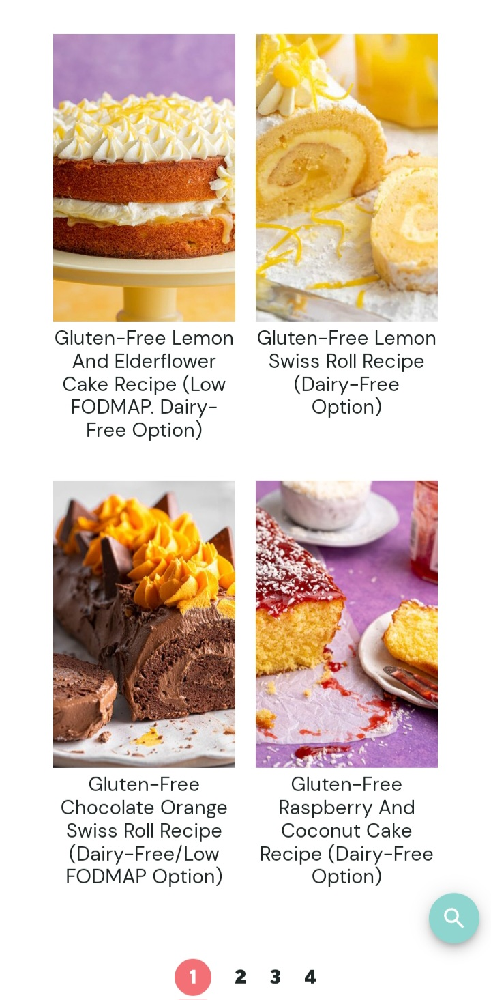 Gluten-Free Lemon
And Elderflower
Cake Recipe (Low
FODMAP. Dairy-
Free Option)
Gluten-Free Lemon
Swiss Roll Recipe
(Dairy-Free
Option)
Gluten-Free
Chocolate Orange
Swiss Roll Recipe
(Dairy-Free/Low
FODMAP Option)
Gluten-Free
Raspberry And
Coconut Cake
Recipe (Dairy-Free
Option)
1 2 3 4